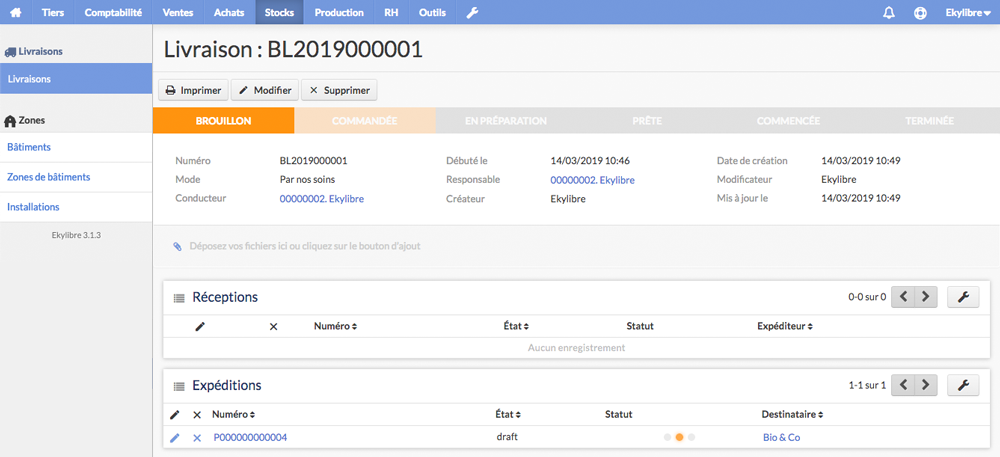 Tiers Comptabilité Ventes Achats Stocks Production RH Outils Ekylibre
Livraisons
Livraisons
Zones
Bâtiments
Zones de bâtiments
Installations
Ekylibre 3.1.3
Livraison : BL2019000001
Imprimer Modifier Supprimer
BROUILLON COMMANDÉE EN PRÉPARATION PRÊTE COMMENCÉE TERMINÉE
Numéro BL2019000001 Débuté le 14/03/2019 10:46 Date de création 14/03/2019 10:49
Mode Par nos soins Responsable 00000002. Ekylibre Modificateur Ekylibre
Conducteur 00000002. Ekylibre Créateur Ekylibre Mis à jour le 14/03/2019 10:49
Déposez vos fichiers ici ou cliquez sur le bouton d'ajout
Réceptions 0-0 sur 0
Numéro État Statut Expéditeur
Aucun enregistrement
Expéditions 1-1 sur 1
Numéro État Statut Destinataire
P000000000004 draft Bio & Co